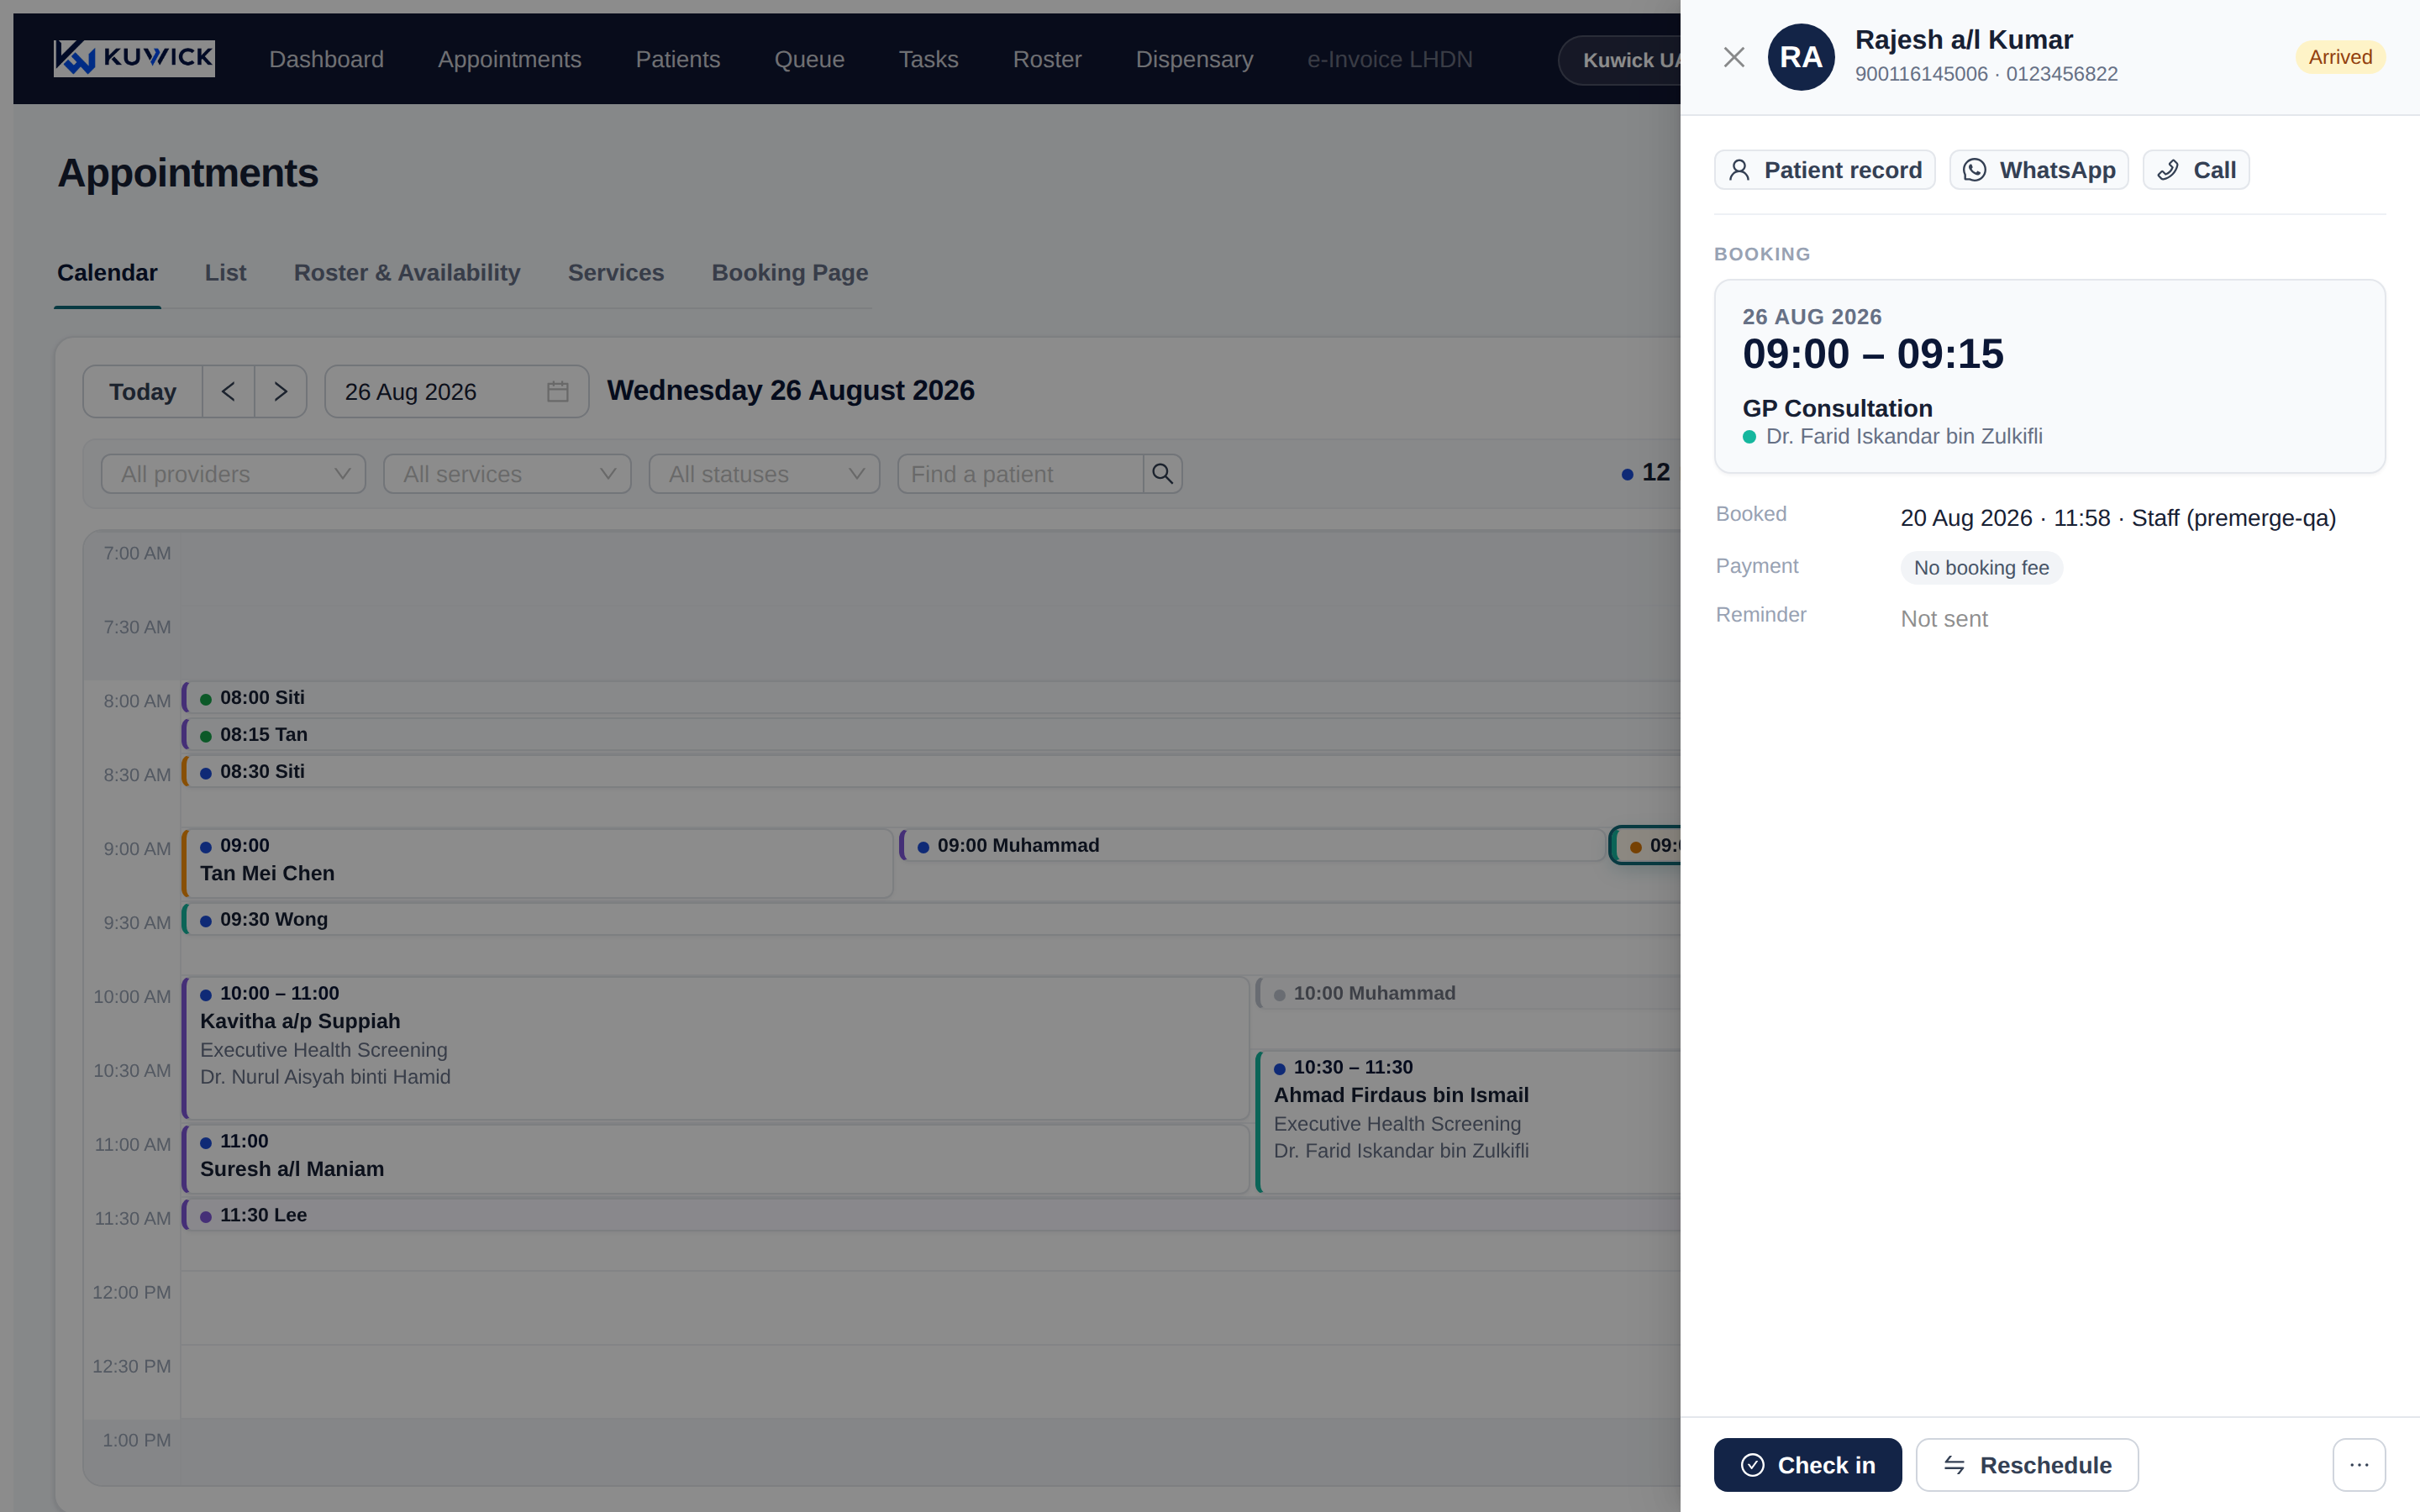 KUWICK
Dashboard
Appointments
Patients
Queue
Tasks
Roster
Dispensary
e-Invoice LHDN
Kuwick
Appointments
Calendar
List
Roster & Availability
Services
Booking Page
Today
26 Aug 2026
Wednesday 26 August 2026
All providers
All services
All statuses
Find a patient
12
7:00 AM
7:30 AM
8:00 AM
08:00 Siti
08:15 Tan
8:30 AM
08:30 Siti
9:00 AM
09:00
Tan Mei Chen
09:00 Muhammad
9:30 AM
09:30 Wong
10:00 AM
10:00 – 11:00
Kavitha a/p Suppiah
Executive Health Screening
Dr. Nurul Aisyah binti Hamid
10:00 Muhammad
10:30 AM
10:30 – 11:30
Ahmad Firdaus bin Ismail
Executive Health Screening
Dr. Farid Iskandar bin Zulkifli
11:00 AM
11:00
Suresh a/l Maniam
11:30 AM
11:30 Lee
12:00 PM
12:30 PM
1:00 PM
RA
Rajesh a/l Kumar
900116145006 · 0123456822
Arrived
Patient record
WhatsApp
Call
BOOKING
26 AUG 2026
09:00 – 09:15
GP Consultation
Dr. Farid Iskandar bin Zulkifli
Booked
20 Aug 2026 · 11:58 · Staff (premerge-qa)
Payment
No booking fee
Reminder
Not sent
Check in
Reschedule